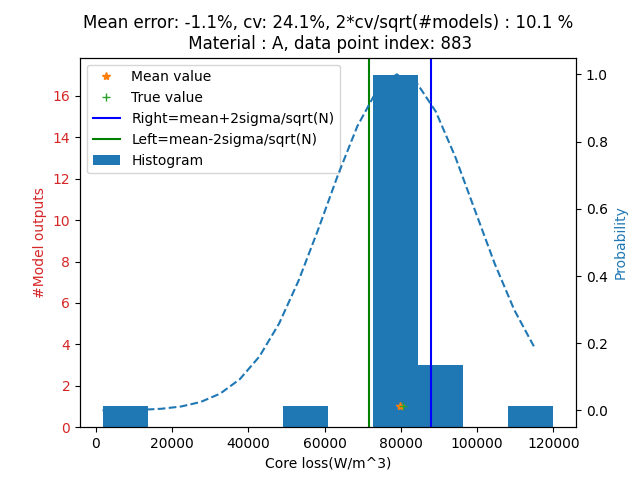 Mean error: -1.1%, cv: 24.1%, 2*cv/sqrt(#models) : 10.1 %
Material : A, data point index: 883
Mean value
True value
Right=mean+2sigma/sqrt(N)
Left=mean-2sigma/sqrt(N)
Histogram
#Model outputs
16
14
12
10
8
6
4
2
0
1.0
0.8
0.6
0.4
0.2
0.0
Probability
0 20000 40000 60000 80000 100000 120000
Core loss(W/m^3)